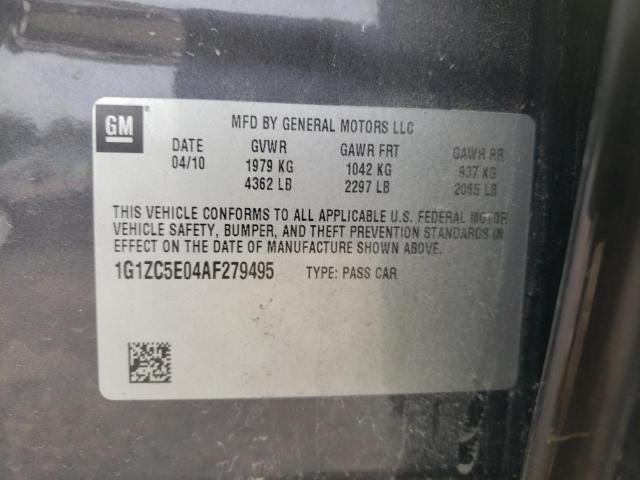 GM
MFD BY GENERAL MOTORS LLC
DATE GVWR GAWR FRT GAWR RR
04/10 1979 KG 1042 KG 937 KG
4362 LB 2297 LB 2065 LB
THIS VEHICLE CONFORMS TO ALL APPLICABLE U.S. FEDERAL MOTOR
VEHICLE SAFETY, BUMPER, AND THEFT PREVENTION STANDARDS IN
EFFECT ON THE DATE OF MANUFACTURE SHOWN ABOVE.
1G1ZC5E04AF279495 TYPE: PASS CAR